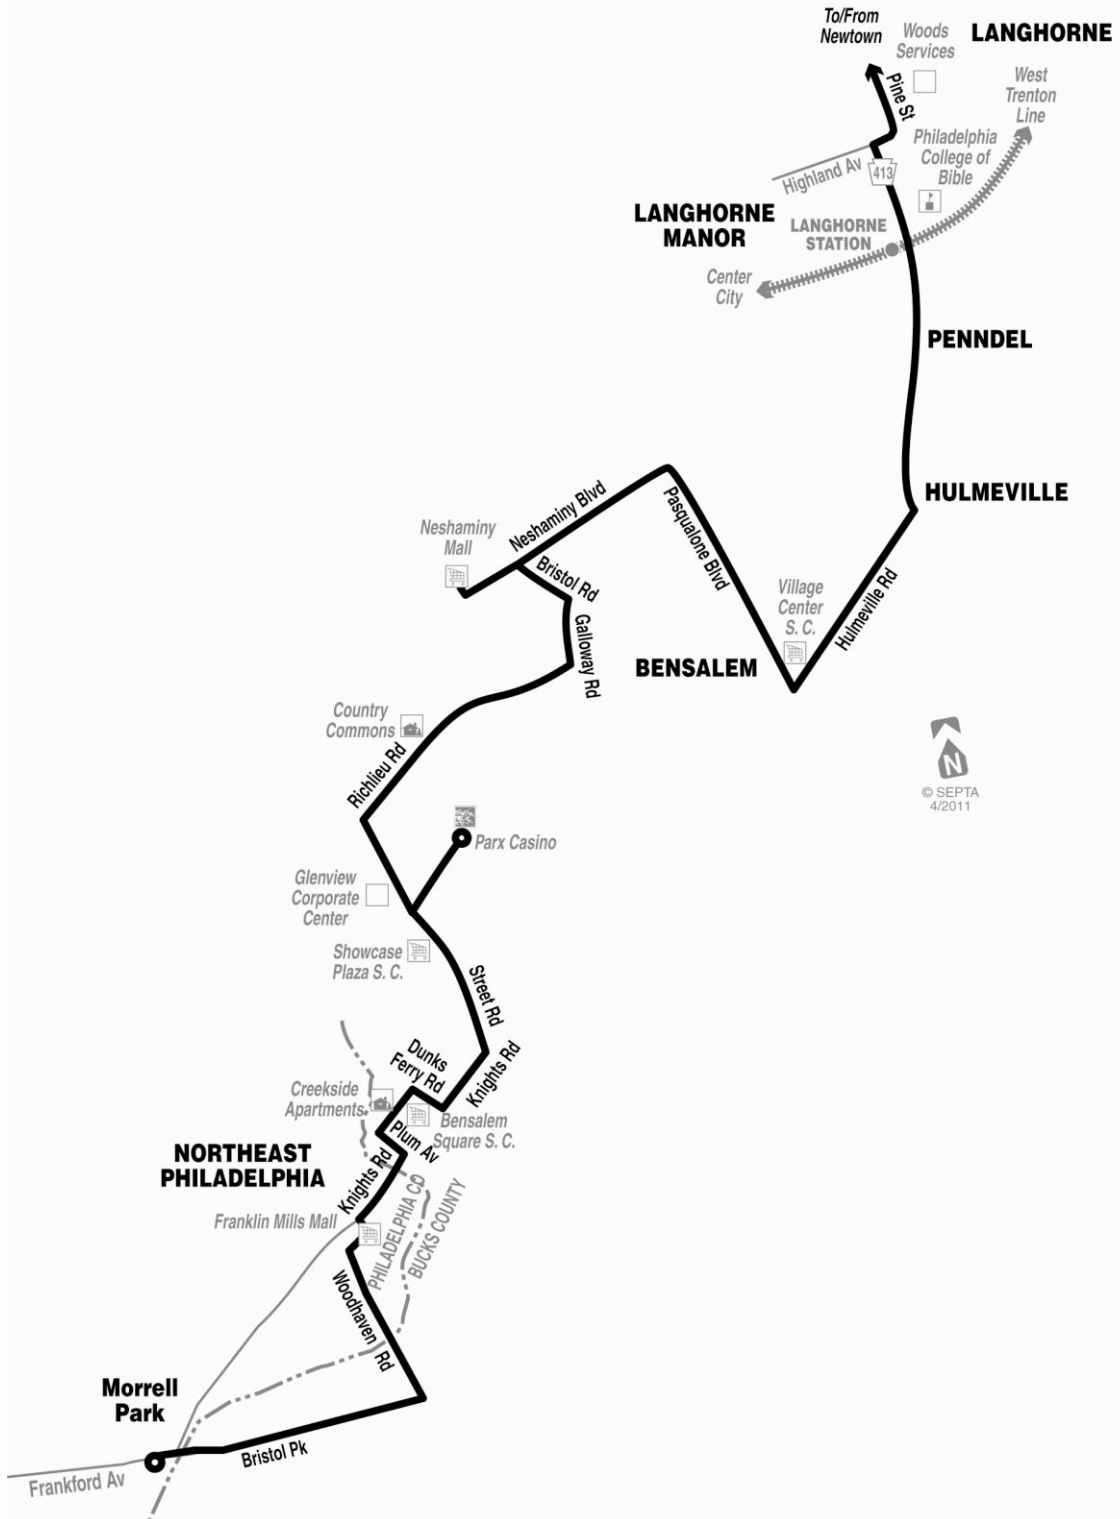 To/From
Newtown
Woods
Services
LANGHORNE
West
Trenton
Line
Pine St
Philadelphia
College of
Bible
Highland Av
413
LANGHORNE
MANOR
LANGHORNE
STATION
Center
City
PENNDEL
HULMEVILLE
Neshaminy Blvd
Pasqualone Blvd
Neshaminy
Mall
Bristol Rd
Village
Center
S. C.
Hulmeville Rd
Galloway Rd
BENSALEM
Country
Commons
Richlieu Rd
N
© SEPTA
4/2011
Parx Casino
Glenview
Corporate
Center
Showcase
Plaza S. C.
Street Rd
Dunks
Ferry Rd
Knights Rd
Creekside
Apartments
Bensalem
Square S. C.
Plum Av
NORTHEAST
PHILADELPHIA
Knights Rd
PHILADELPHIA CO
BUCKS COUNTY
Franklin Mills Mall
Woodhaven Rd
Morrell
Park
Bristol Pk
Frankford Av